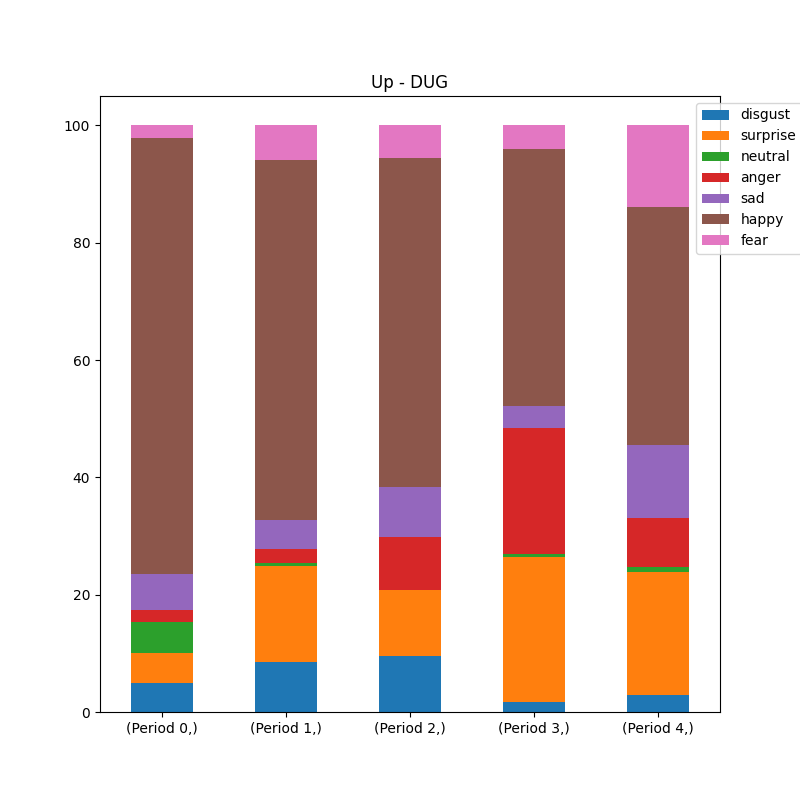 Up - DUG
100
80
60
40
20
0
(Period 0,)
(Period 1,)
(Period 2,)
(Period 3,)
(Period 4,)
disgust
surprise
neutral
anger
sad
happy
fear